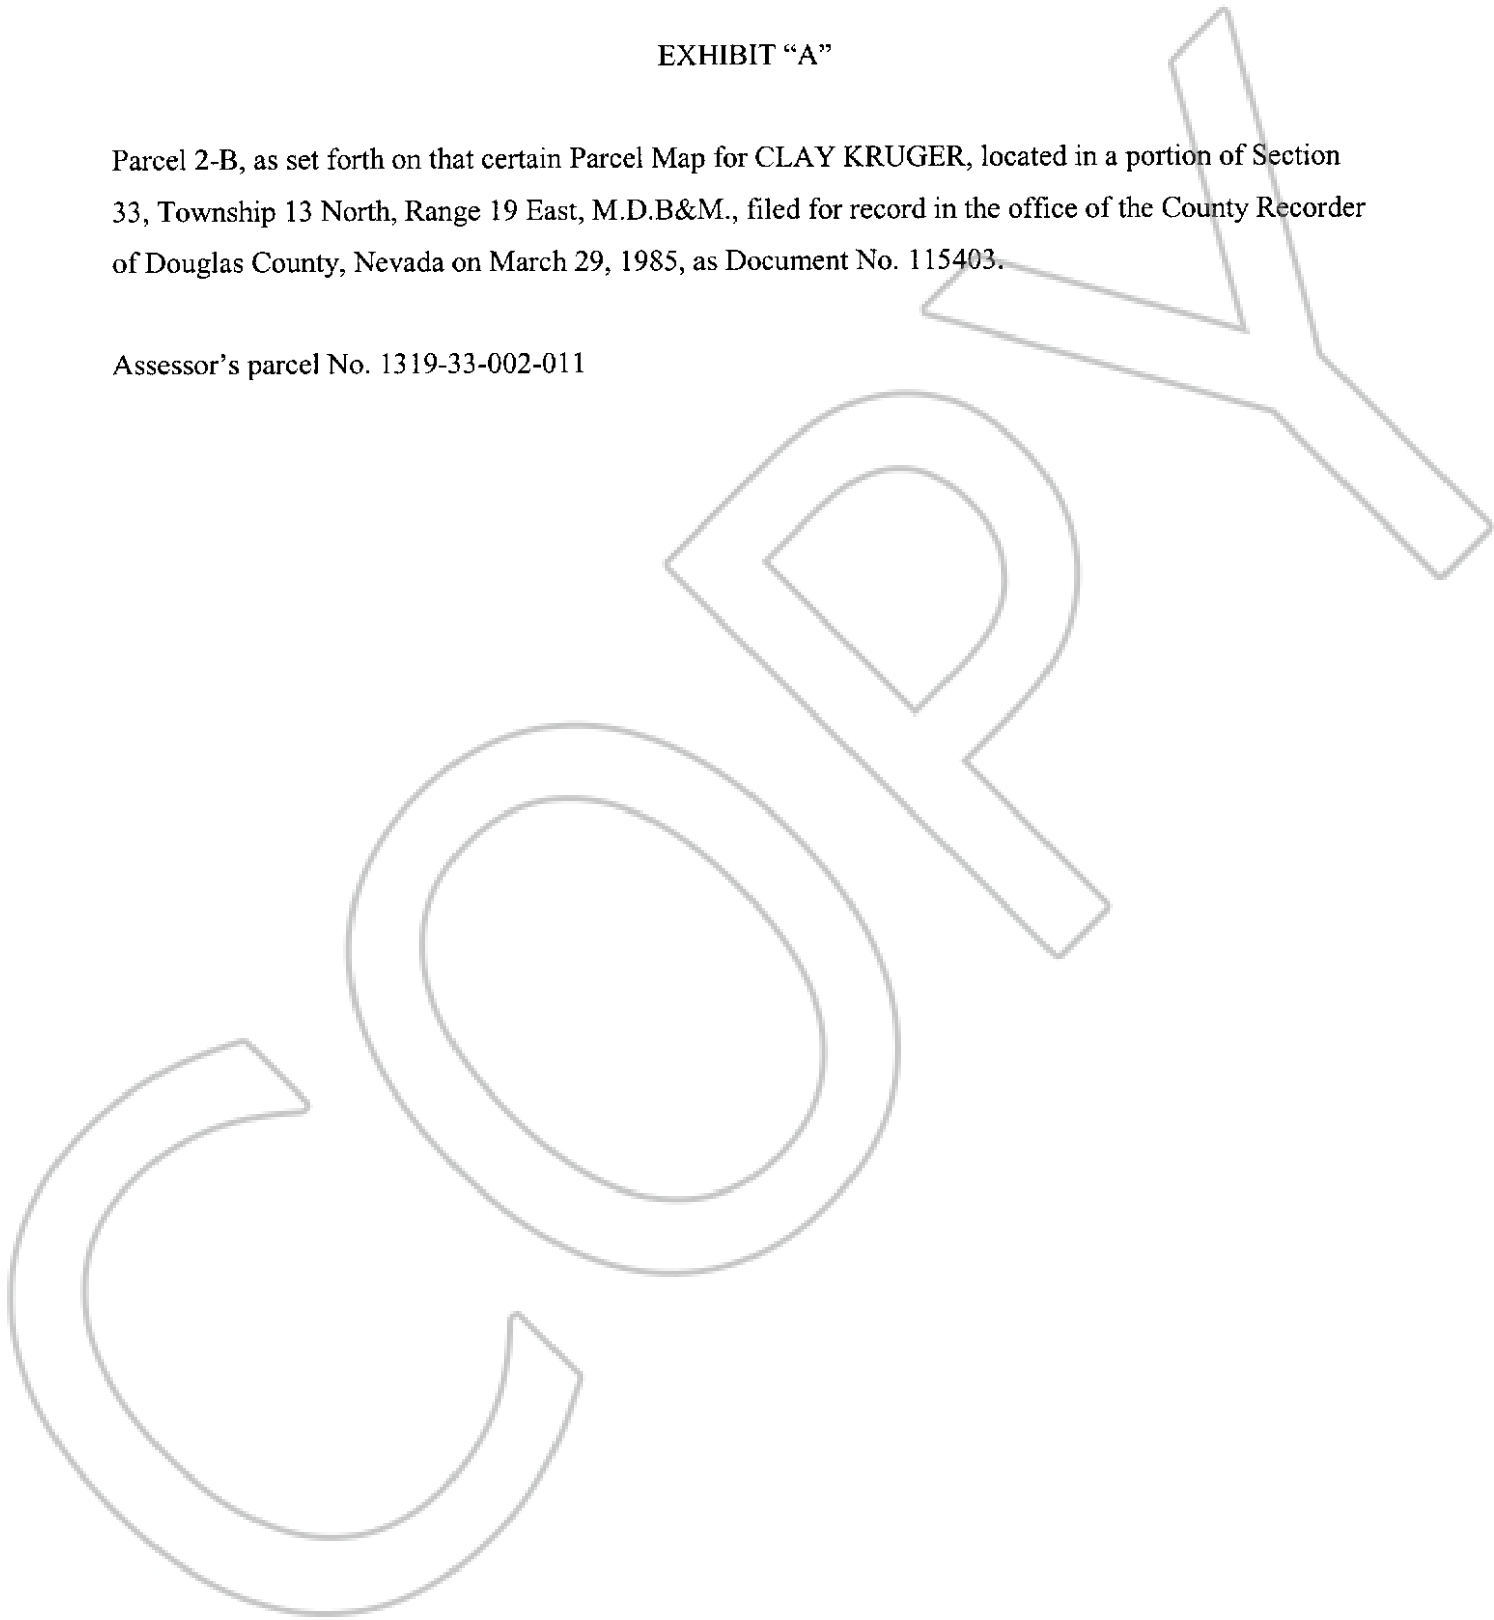 EXHIBIT “A”
Parcel 2-B, as set forth on that certain Parcel Map for CLAY KRUGER, located in a portion of Section
33, Township 13 North, Range 19 East, M.D.B&M., filed for record in the office of the County Recorder
of Douglas County, Nevada on March 29, 1985, as Document No. 115403.
Assessor’s parcel No. 1319-33-002-011
COPY